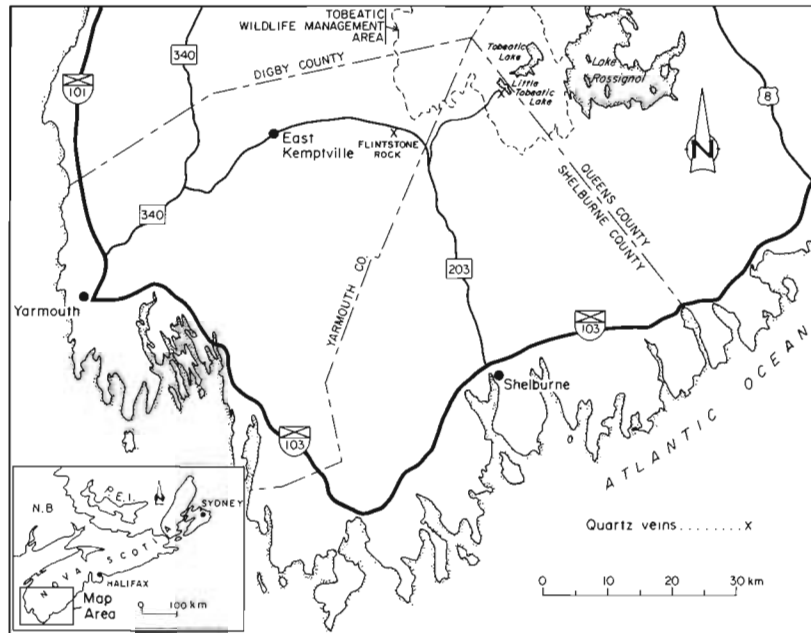 TOBEATIC
WILDLIFE MANAGEMENT
AREA
340
DIGBY COUNTY
Tobeatic
Lake
Lake
Rossignol
101
Little
Tobeatic
Lake
8
East
Kemptville
FLINTSTONE
ROCK
N
QUEENS COUNTY
SHELBURNE COUNTY
340
203
Yarmouth
YARMOUTH CO.
103
Shelburne
ATLANTIC OCEAN
103
N.B
P.E.I.
N
SYDNEY
NOVA SCOTIA
HALIFAX
Map
Area
0 100 km
Quartz veins........x
0 10 20 30 km